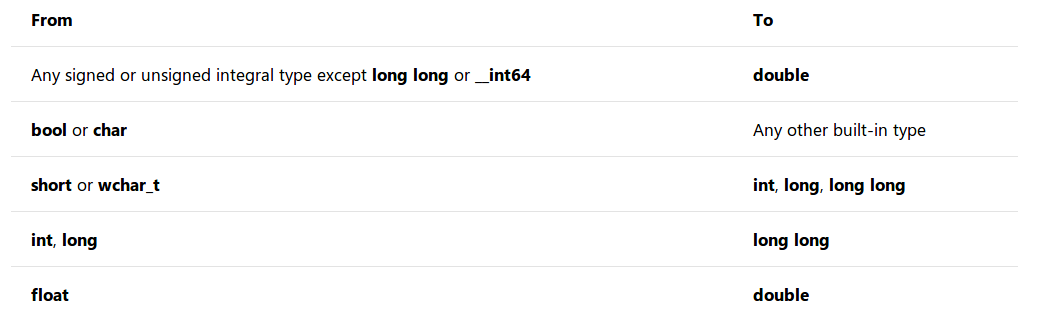 From To
Any signed or unsigned integral type except long long or __int64 double
bool or char Any other built-in type
short or wchar_t int, long, long long
int, long long long
float double